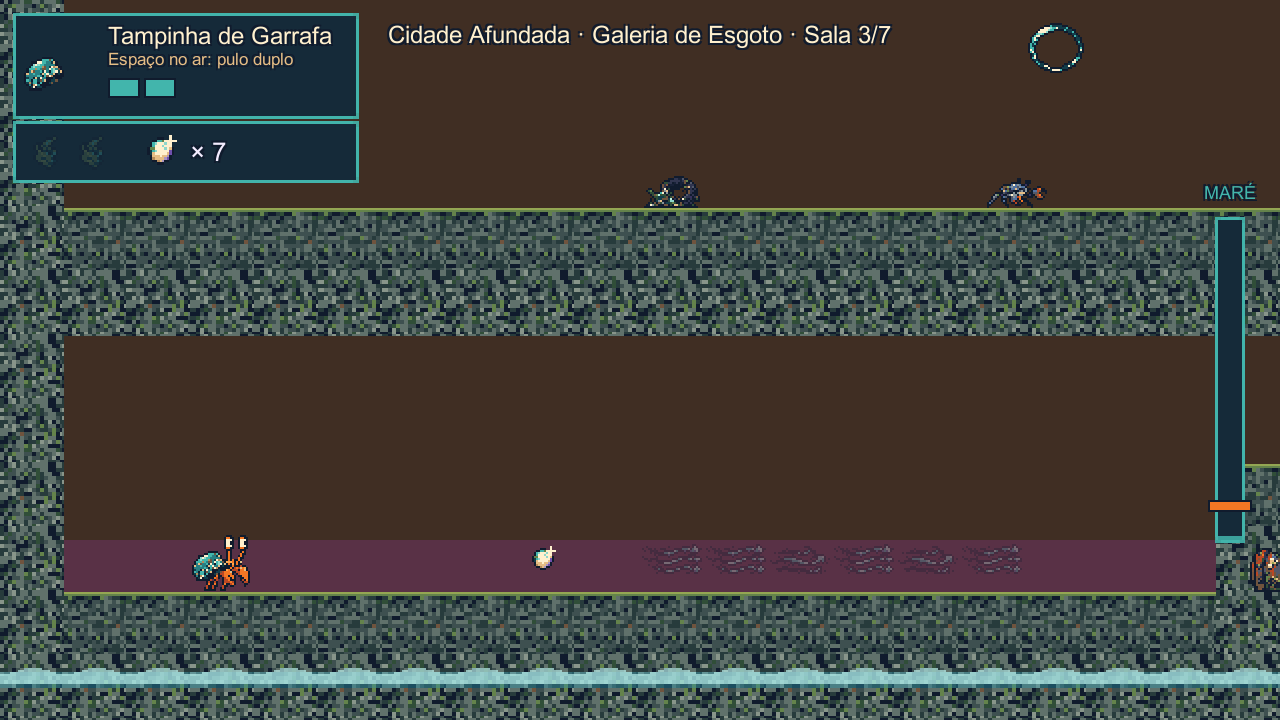 Tampinha de Garrafa
Espaço no ar: pulo duplo
× 7
Cidade Afundada · Galeria de Esgoto · Sala 3/7
MARÉ